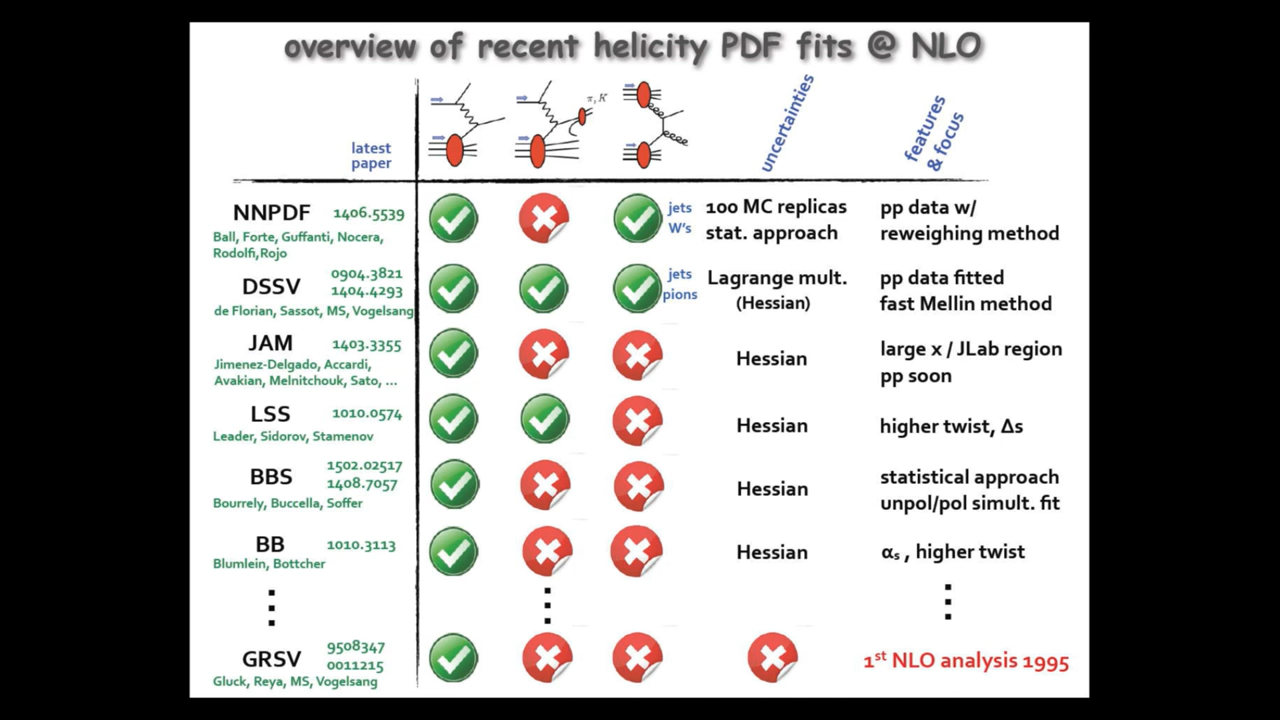 overview of recent helicity PDF fits @ NLO
latest
paper
π, K
uncertainties
features
& focus
NNPDF 1406.5539
Ball, Forte, Guffanti, Nocera,
Rodolfi,Rojo
jets
W's
100 MC replicas
stat. approach
pp data w/
reweighing method
DSSV
0904.3821
1404.4293
de Florian, Sassot, MS, Vogelsang
jets
pions
Lagrange mult.
(Hessian)
pp data fitted
fast Mellin method
JAM 1403.3355
Jimenez-Delgado, Accardi,
Avakian, Melnitchouk, Sato, ...
Hessian
large x / JLab region
pp soon
LSS 1010.0574
Leader, Sidorov, Stamenov
Hessian
higher twist, Δs
BBS
1502.02517
1408.7057
Bourrely, Buccella, Soffer
Hessian
statistical approach
unpol/pol simult. fit
BB 1010.3113
Blumlein, Bottcher
Hessian
αs , higher twist
GRSV
9508347
0011215
Gluck, Reya, MS, Vogelsang
1st NLO analysis 1995